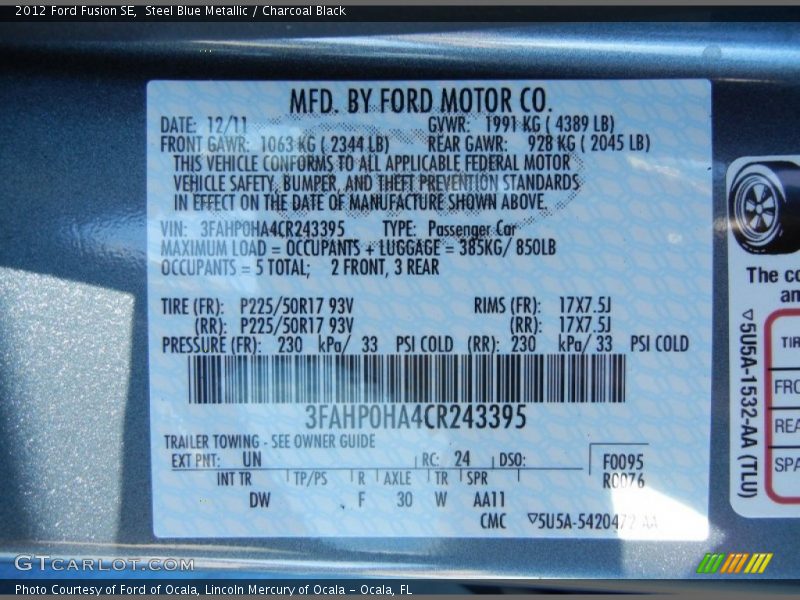 2012 Ford Fusion SE, Steel Blue Metallic / Charcoal Black
MFD. BY FORD MOTOR CO.
DATE: 12/11 GVWR: 1991 KG ( 4389 LB)
FRONT GAWR: 1063 KG ( 2344 LB) REAR GAWR: 928 KG ( 2045 LB)
THIS VEHICLE CONFORMS TO ALL APPLICABLE FEDERAL MOTOR
VEHICLE SAFETY, BUMPER, AND THEFT PREVENTION STANDARDS
IN EFFECT ON THE DATE OF MANUFACTURE SHOWN ABOVE.
VIN: 3FAHP0HA4CR243395 TYPE: Passenger Car
MAXIMUM LOAD = OCCUPANTS + LUGGAGE = 385KG/ 850LB
OCCUPANTS = 5 TOTAL; 2 FRONT, 3 REAR
TIRE (FR): P225/50R17 93V RIMS (FR): 17X7.5J
(RR): P225/50R17 93V (RR): 17X7.5J
PRESSURE (FR): 230 kPa/ 33 PSI COLD (RR): 230 kPa/ 33 PSI COLD
3FAHP0HA4CR243395
TRAILER TOWING - SEE OWNER GUIDE
EXT PNT: UN RC: 24 DSO: F0095
R0076
INT TR TP/PS R AXLE TR SPR
DW F 30 W AA11
CMC ▽5U5A-5420472-AA
The co
an
▽5U5A-1532-AA (TLU)
TIR
FRO
REA
SPA
GTCARLOT.COM
Photo Courtesy of Ford of Ocala, Lincoln Mercury of Ocala – Ocala, FL